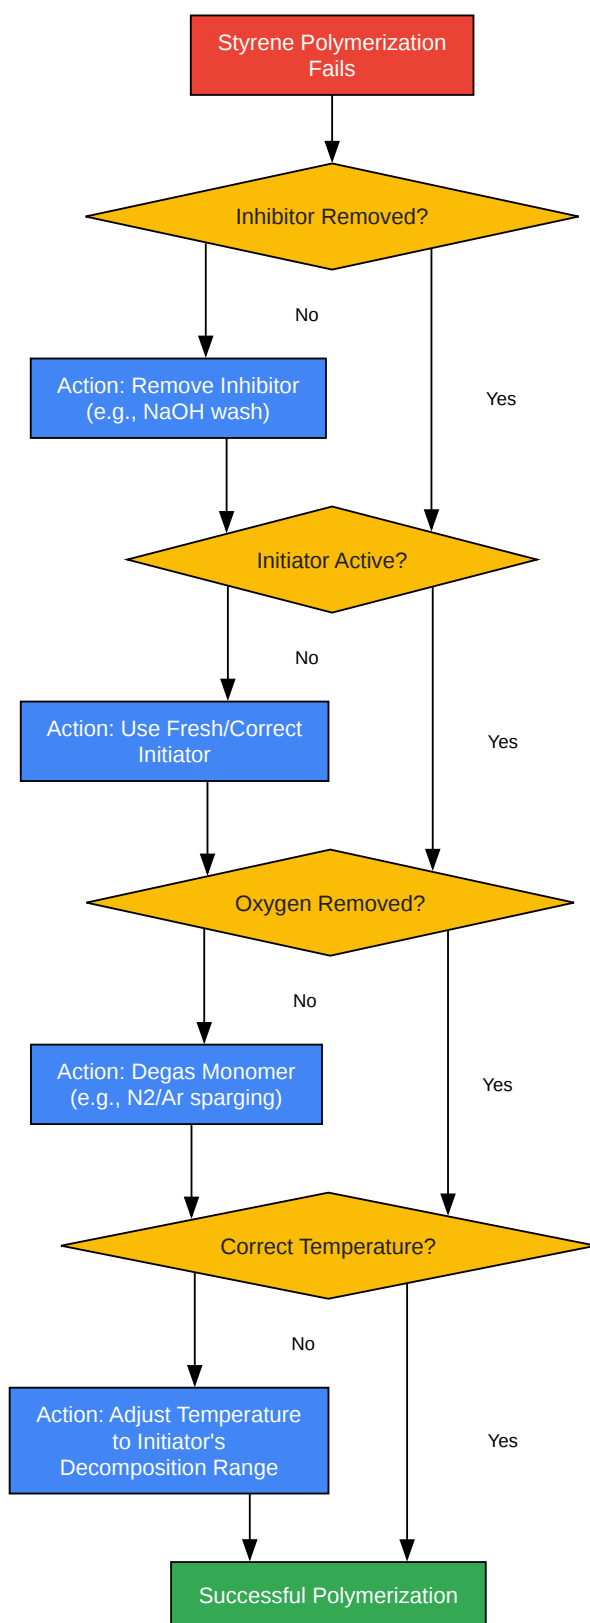 Styrene Polymerization
Fails
Inhibitor Removed?
No
Action: Remove Inhibitor
(e.g., NaOH wash)
Yes
Initiator Active?
No
Action: Use Fresh/Correct
Initiator
Yes
Oxygen Removed?
No
Action: Degas Monomer
(e.g., N2/Ar sparging)
Yes
Correct Temperature?
No
Action: Adjust Temperature
to Initiator's
Decomposition Range
Yes
Successful Polymerization